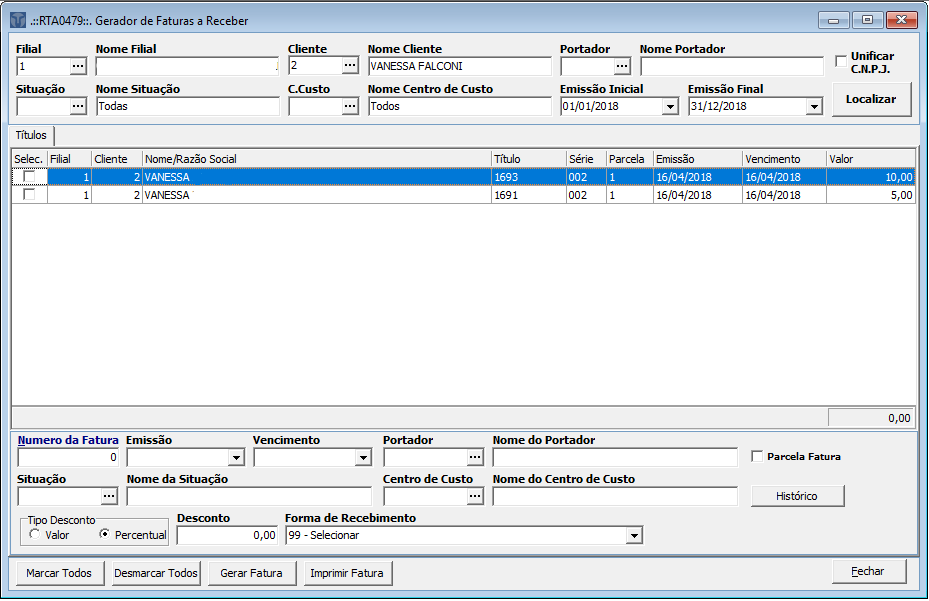 .::RTA0479::. Gerador de Faturas a Receber
Filial Nome Filial Cliente Nome Cliente Portador Nome Portador
1 ... . 2 ... VANESSA FALCONI ...
Unificar
C.N.P.J.
Situação Nome Situação C.Custo Nome Centro de Custo Emissão Inicial Emissão Final
... Todas ... Todos 01/01/2018 31/12/2018
Localizar
Títulos
Selec. Filial Cliente Nome/Razão Social Título Série Parcela Emissão Vencimento Valor
1 2 VANESSA 1693 002 1 16/04/2018 16/04/2018 10,00
1 2 VANESSA 1691 002 1 16/04/2018 16/04/2018 5,00
0,00
Numero da Fatura Emissão Vencimento Portador Nome do Portador
0 ...
Parcela Fatura
Situação Nome da Situação Centro de Custo Nome do Centro de Custo
... ...
Histórico
Tipo Desconto Desconto Forma de Recebimento
Valor Percentual 0,00 99 - Selecionar
Marcar Todos Desmarcar Todos Gerar Fatura Imprimir Fatura Fechar